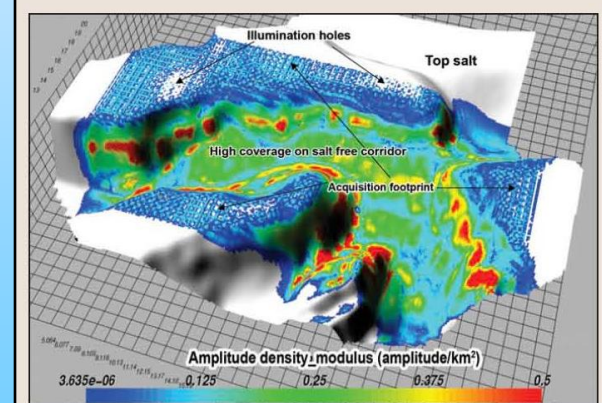 Illumination holes
Top salt
High coverage on salt free corridor
Acquisition footprint
Amplitude density_modulus (amplitude/km²)
3.635e-06 0.125 0.25 0.375 0.5